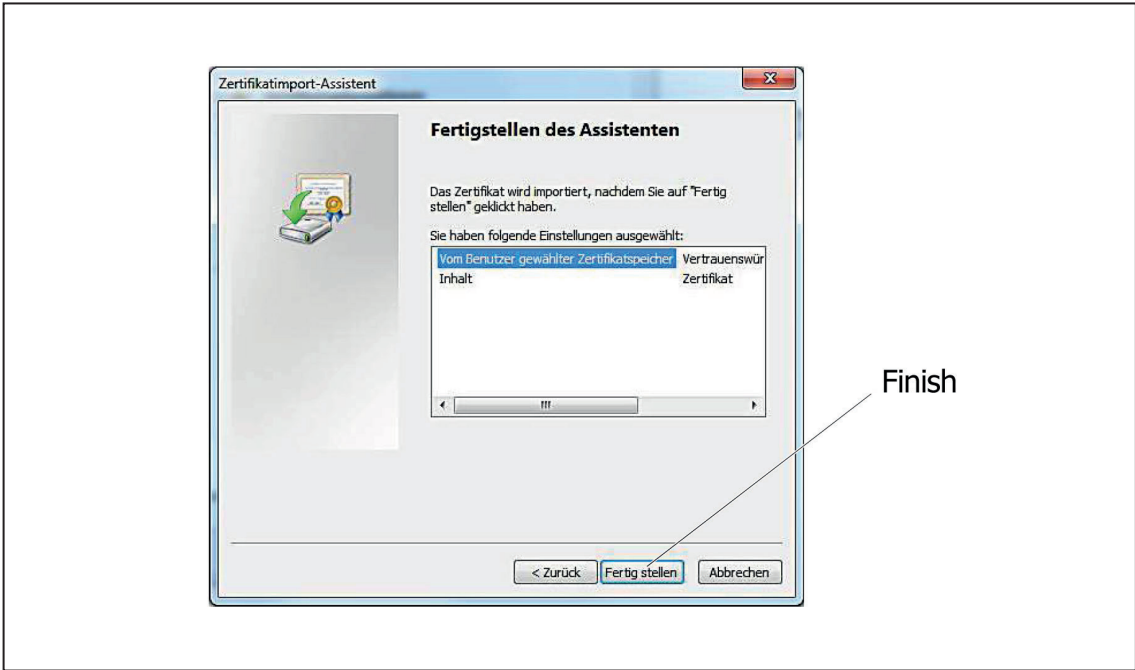 Zertifikatimport-Assistent
Fertigstellen des Assistenten
Das Zertifikat wird importiert, nachdem Sie auf "Fertig
stellen" geklickt haben.
Sie haben folgende Einstellungen ausgewählt:
Vom Benutzer gewählter Zertifikatspeicher Vertrauenswür
Inhalt Zertifikat
Finish
< Zurück Fertig stellen Abbrechen